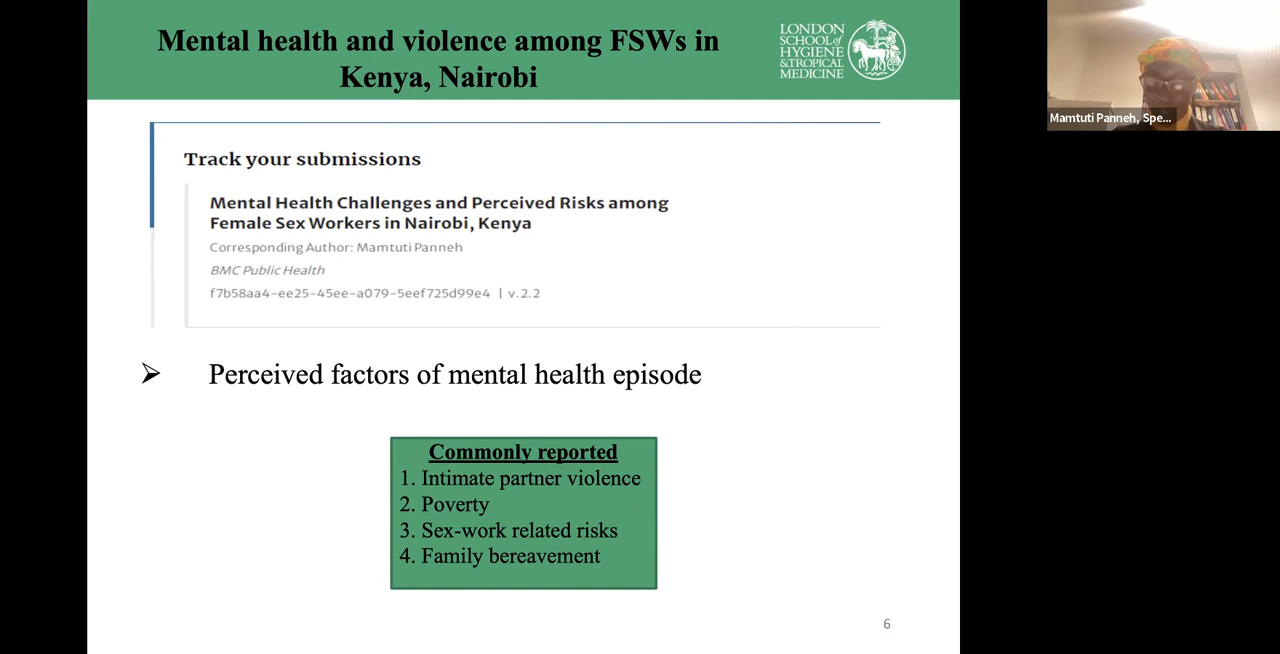 Mental health and violence among FSWs in
Kenya, Nairobi
LONDON
SCHOOL of
HYGIENE
& TROPICAL
MEDICINE
Mamtuti Panneh, Spe...
Track your submissions
Mental Health Challenges and Perceived Risks among
Female Sex Workers in Nairobi, Kenya
Corresponding Author: Mamtuti Panneh
BMC Public Health
f7b58aa4-ee25-45ee-a079-5eef725d99e4 | v.2.2
➢ Perceived factors of mental health episode
Commonly reported
1. Intimate partner violence
2. Poverty
3. Sex-work related risks
4. Family bereavement
6